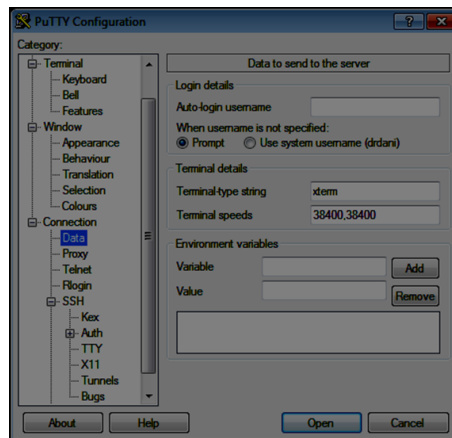 PuTTY Configuration
Category:
Terminal
Keyboard
Bell
Features
Window
Appearance
Behaviour
Translation
Selection
Colours
Connection
Data
Proxy
Telnet
Rlogin
SSH
Kex
Auth
TTY
X11
Tunnels
Bugs
Data to send to the server
Login details
Auto-login username
When username is not specified:
Prompt Use system username (drdani)
Terminal details
Terminal-type string xterm
Terminal speeds 38400,38400
Environment variables
Variable Add
Value Remove
About Help Open Cancel